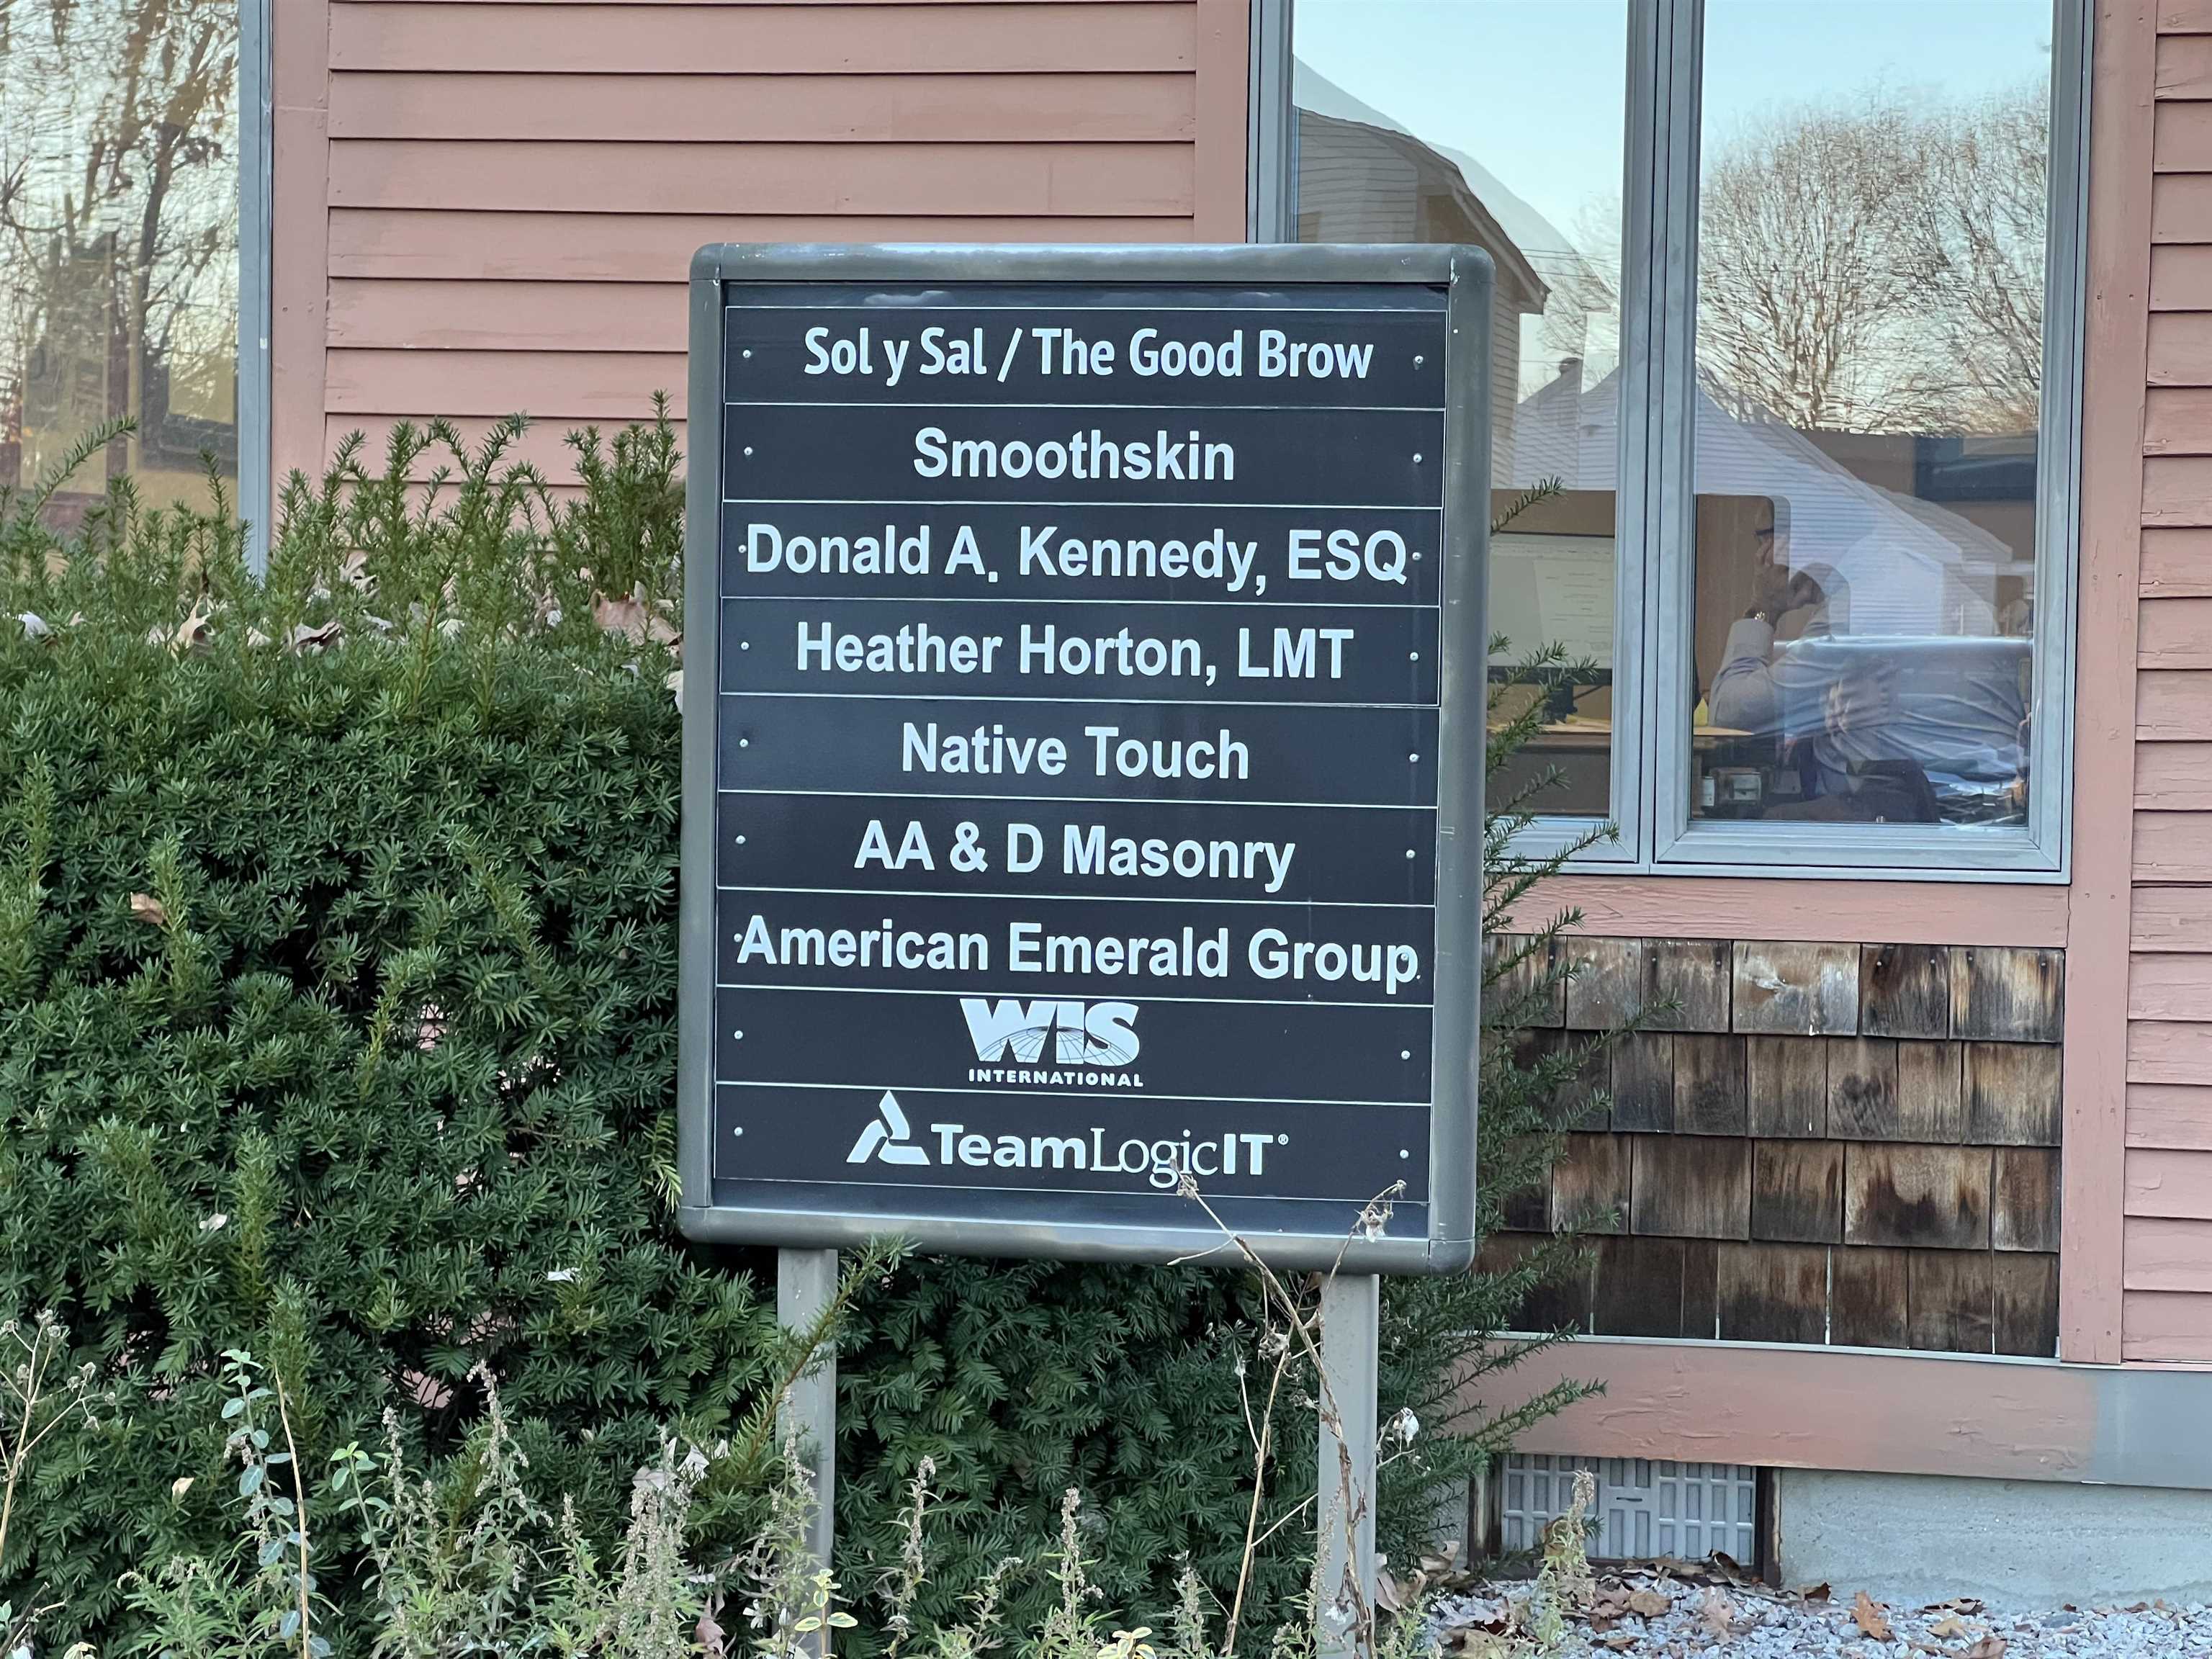 Sol y Sal / The Good Brow
Smoothskin
Donald A. Kennedy, ESQ
Heather Horton, LMT
Native Touch
AA & D Masonry
American Emerald Group
WIS
INTERNATIONAL
TeamLogicIT®